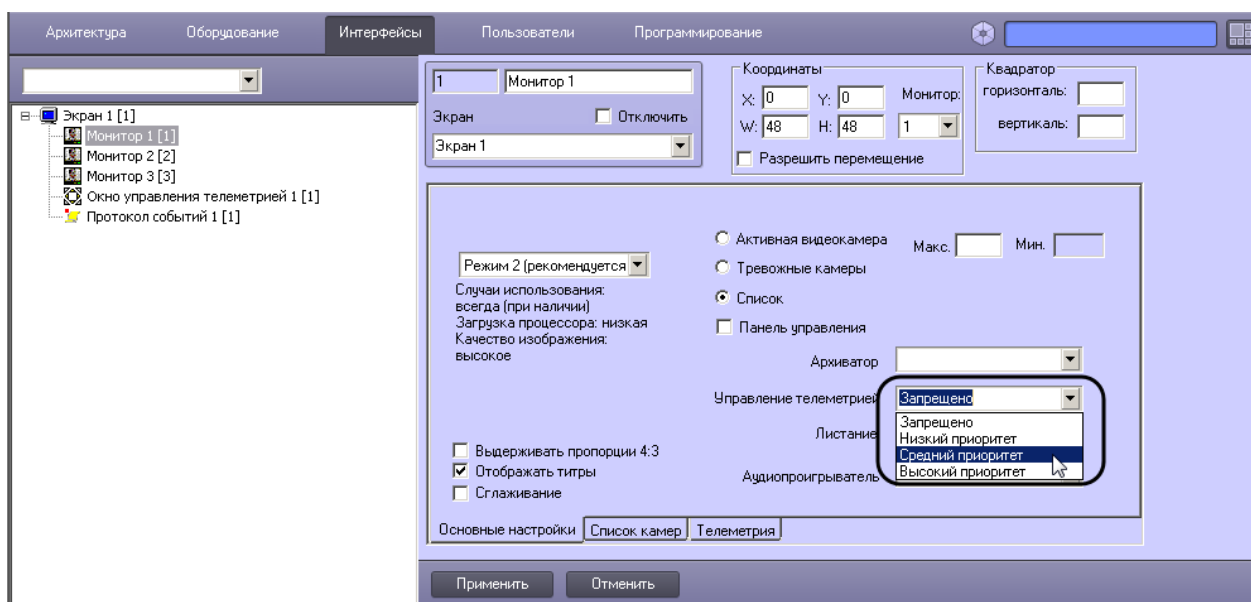 Архитектура Оборудование Интерфейсы Пользователи Программирование
Экран 1 [1]
Монитор 1 [1]
Монитор 2 [2]
Монитор 3 [3]
Окно управления телеметрией 1 [1]
Протокол событий 1 [1]
1 Монитор 1
Экран Отключить
Экран 1
Координаты
X: 0 Y: 0 Монитор:
W: 48 H: 48 1
Разрешить перемещение
Квадратор
горизонталь:
вертикаль:
Режим 2 (рекомендуется
Случаи использования:
всегда (при наличии)
Загрузка процессора: низкая
Качество изображения:
высокое
Выдерживать пропорции 4:3
Отображать титры
Сглаживание
Активная видеокамера Макс. Мин.
Тревожные камеры
Список
Панель управления
Архиватор
Управление телеметрией Запрещено
Запрещено
Низкий приоритет
Средний приоритет
Высокий приоритет
Листание
Аудиопроигрыватель
Основные настройки Список камер Телеметрия
Применить Отменить